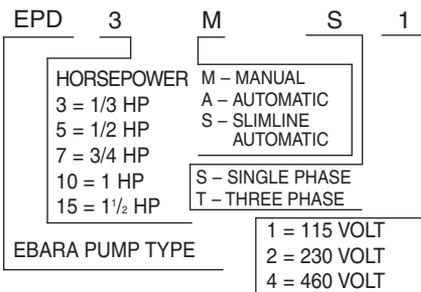 EPD 3 M S 1
HORSEPOWER
3 = 1/3 HP
5 = 1/2 HP
7 = 3/4 HP
10 = 1 HP
15 = 1 1/2 HP
M – MANUAL
A – AUTOMATIC
S – SLIMLINE
AUTOMATIC
S – SINGLE PHASE
T – THREE PHASE
EBARA PUMP TYPE
1 = 115 VOLT
2 = 230 VOLT
4 = 460 VOLT